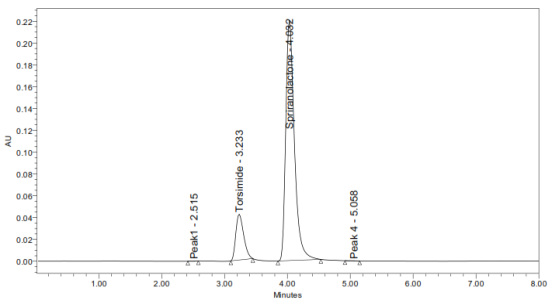 0.22
0.20
0.18
0.16
0.14
0.12
0.10
0.08
0.06
0.04
0.02
0.00
AU
Peak1 - 2.515
Torsimide - 3.233
Spriranolactone - 4.032
Peak 4 - 5.058
1.00 2.00 3.00 4.00 5.00 6.00 7.00 8.00
Minutes